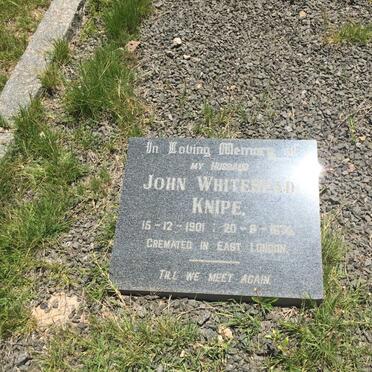 In Loving Memory of
MY HUSBAND
JOHN WHITEHEAD
KNIPE.
15-12-1901 : 20-8-
CREMATED IN EAST LONDON
TILL WE MEET AGAIN